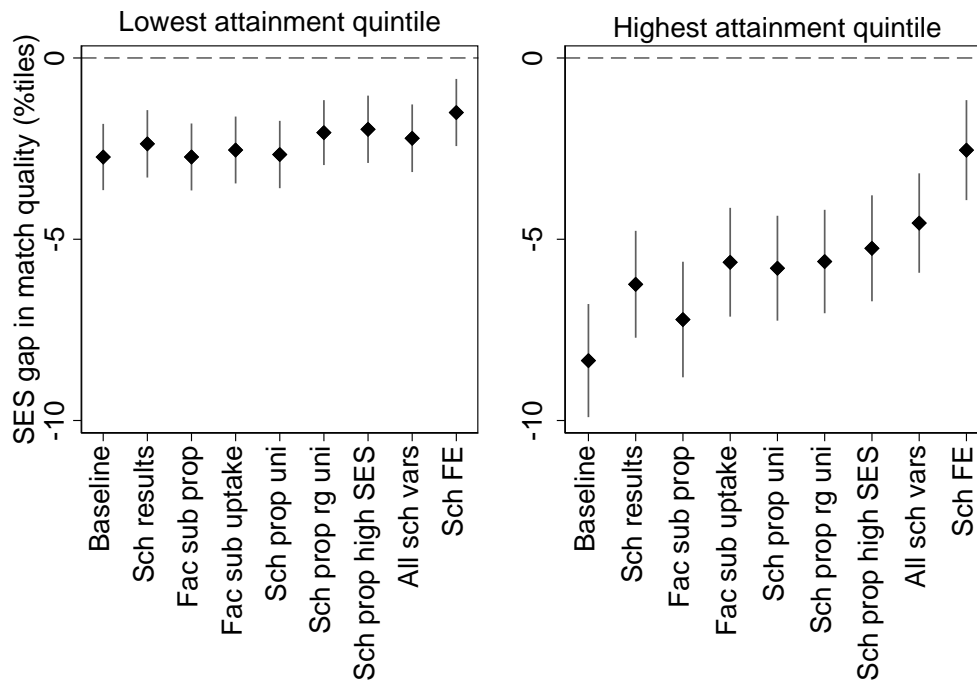 Lowest attainment quintile
Highest attainment quintile
SES gap in match quality (%tiles)
0
-5
-10
Baseline
Sch results
Fac sub prop
Fac sub uptake
Sch prop uni
Sch prop rg uni
Sch prop high SES
All sch vars
Sch FE
0
-5
-10
Baseline
Sch results
Fac sub prop
Fac sub uptake
Sch prop uni
Sch prop rg uni
Sch prop high SES
All sch vars
Sch FE